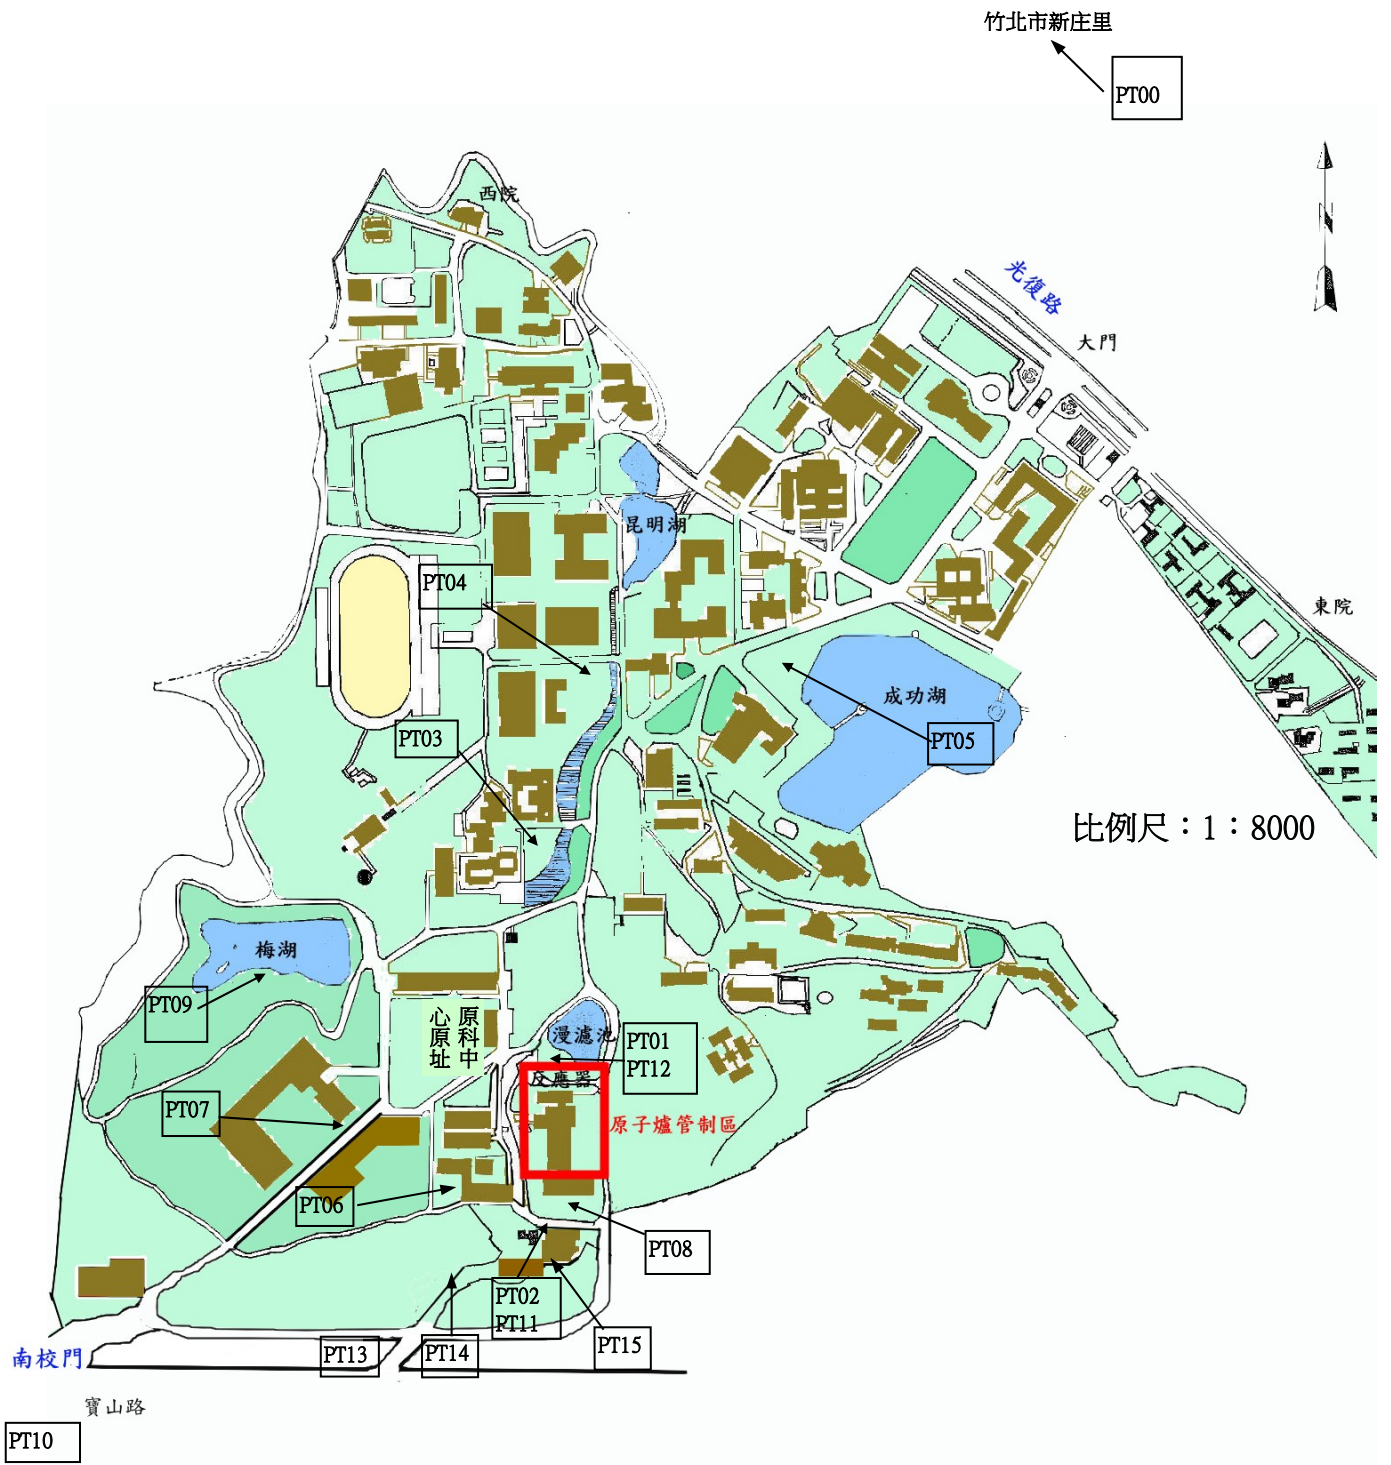 竹北市新庄里
PT00
西院
光復路
大門
N
昆明湖
PT04
東院
成功湖
PT03
PT05
比例尺：1：8000
梅湖
PT09
原科中
心原址
漫濾池
PT01
PT12
反應器
PT07
原子爐管制區
PT06
PT08
PT02
PT11
PT15
PT13
PT14
南校門
寶山路
PT10